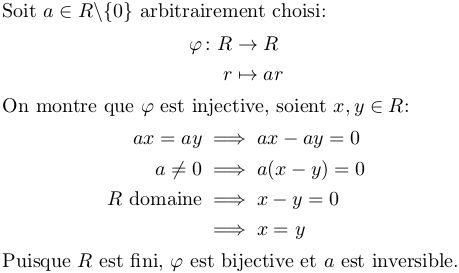 Soit a ∈ R\{0} arbitrairement choisi:
φ: R → R
r ↦ ar
On montre que φ est injective, soient x, y ∈ R:
ax = ay ⟹ ax − ay = 0
a ≠ 0 ⟹ a(x − y) = 0
R domaine ⟹ x − y = 0
⟹ x = y
Puisque R est fini, φ est bijective et a est inversible.